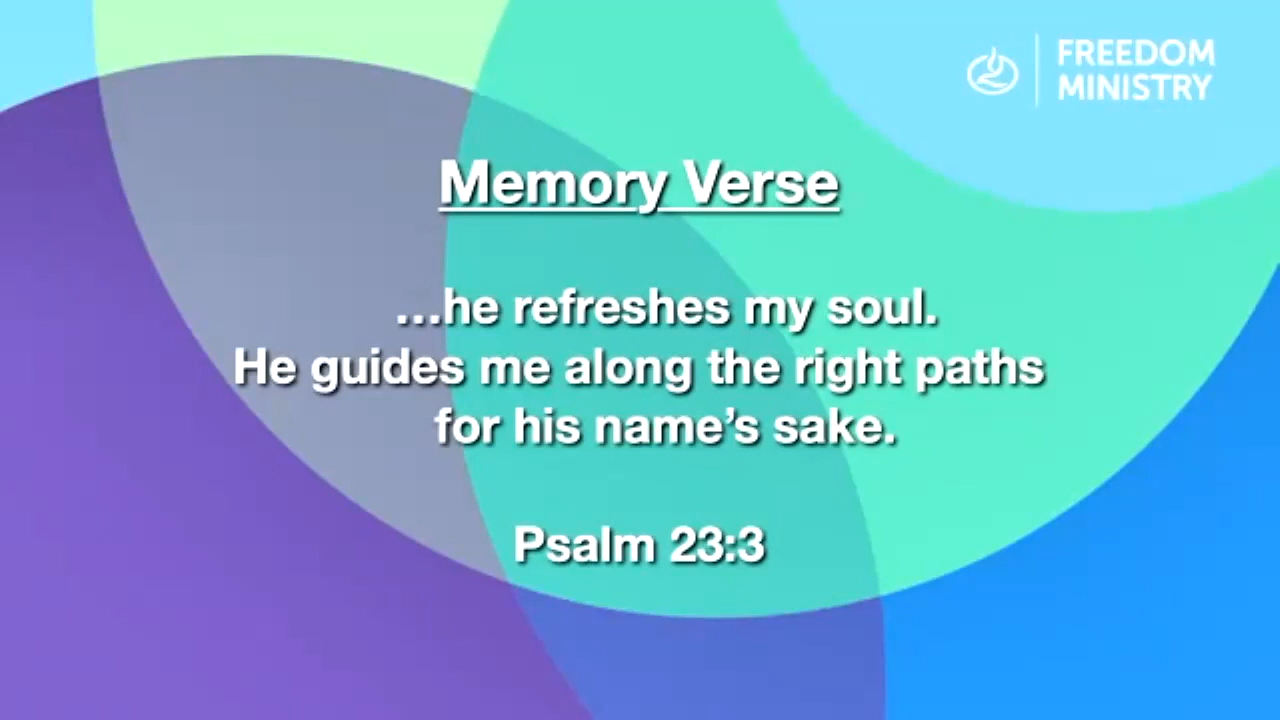 FREEDOM
MINISTRY
Memory Verse
...he refreshes my soul.
He guides me along the right paths
for his name’s sake.
Psalm 23:3